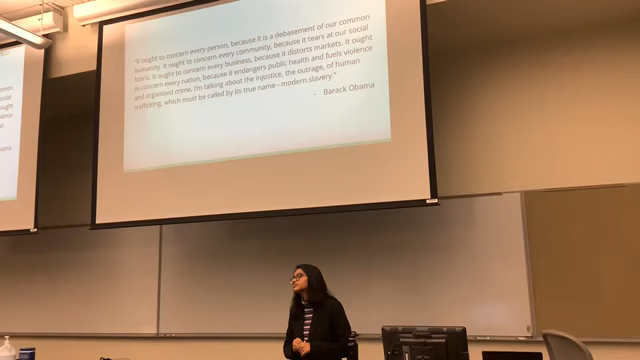 "It ought to concern every person, because it is a debasement of our common
humanity. It ought to concern every community, because it tears at our social
fabric. It ought to concern every business, because it distorts markets. It ought
to concern every nation, because it endangers public health and fuels violence
and organized crime. I'm talking about the injustice, the outrage, of human
trafficking, which must be called by its true name - modern slavery."
- Barack Obama
social